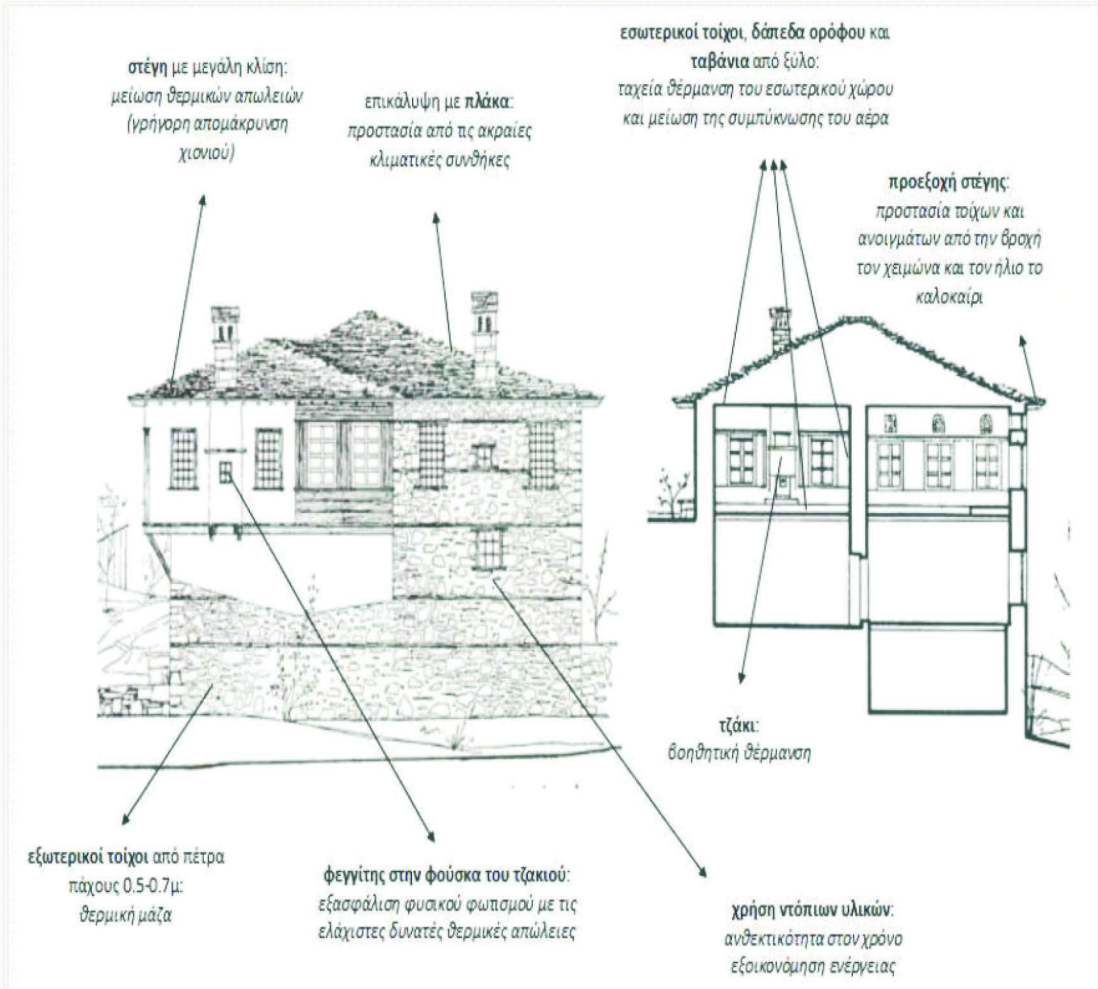 στέγη με μεγάλη κλίση:
μείωση θερμικών απωλειών
(γρήγορη απομάκρυνση
χιονιού)
επικάλυψη με πλάκα:
προστασία από τις ακραίες
κλιματικές συνθήκες
εσωτερικοί τοίχοι, δάπεδα ορόφου και
ταβάνια από ξύλο:
ταχεία θέρμανση του εσωτερικού χώρου
και μείωση της συμπύκνωσης του αέρα
προεξοχή στέγης:
προστασία τοίχων και
ανοιγμάτων από την βροχή
τον χειμώνα και τον ήλιο το
καλοκαίρι
τζάκι:
βοηθητική θέρμανση
εξωτερικοί τοίχοι από πέτρα
πάχους 0.5-0.7μ:
θερμική μάζα
φεγγίτης στην φούσκα του τζακιού:
εξασφάλιση φυσικού φωτισμού με τις
ελάχιστες δυνατές θερμικές απώλειες
χρήση ντόπιων υλικών:
ανθεκτικότητα στον χρόνο
εξοικονόμηση ενέργειας